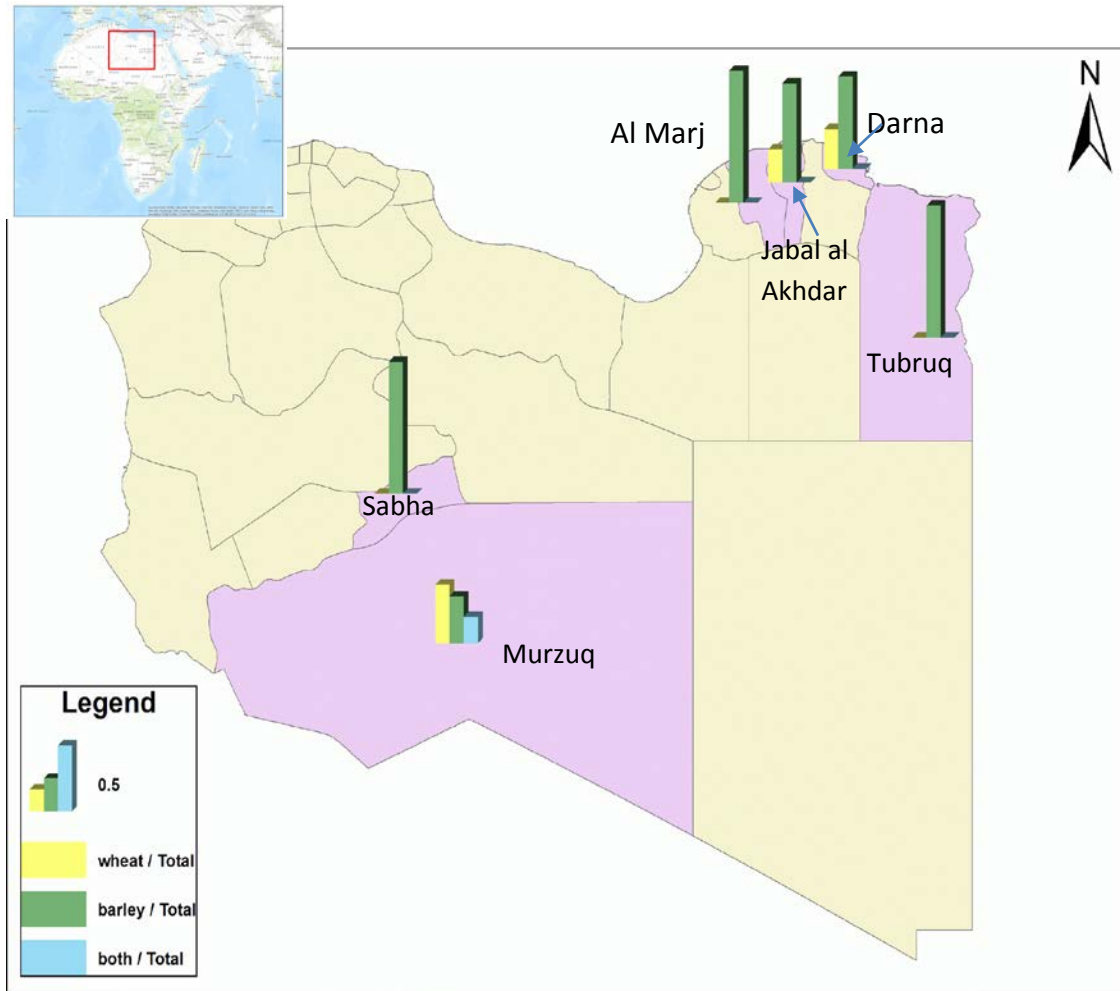 N
Al Marj
Darna
Jabal al
Akhdar
Tubruq
Sabha
Murzuq
Legend
0.5
wheat / Total
barley / Total
both / Total